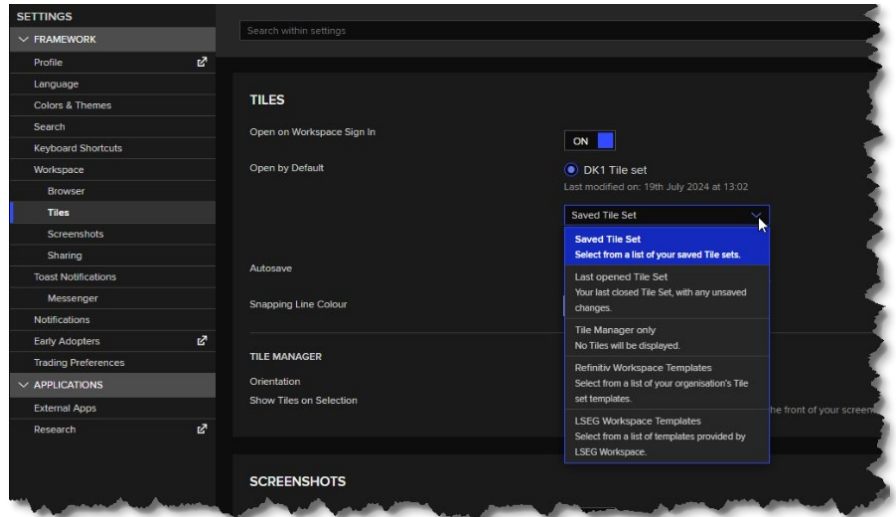 SETTINGS
FRAMEWORK
Profile
Language
Colors & Themes
Search
Keyboard Shortcuts
Workspace
Browser
Tiles
Screenshots
Sharing
Toast Notifications
Messenger
Notifications
Early Adopters
Trading Preferences
APPLICATIONS
External Apps
Research
Search within settings
TILES
Open on Workspace Sign In
ON
Open by Default
DK1 Tile set
Last modified on: 19th July 2024 at 13:02
Saved Tile Set
Saved Tile Set
Select from a list of your saved Tile sets.
Last opened Tile Set
Your last closed Tile Set, with any unsaved
changes.
Tile Manager only
No Tiles will be displayed.
Refinitiv Workspace Templates
Select from a list of your organisation's Tile
set templates.
LSEG Workspace Templates
Select from a list of templates provided by
LSEG Workspace.
Autosave
Snapping Line Colour
TILE MANAGER
Orientation
Show Tiles on Selection
he front of your screen
SCREENSHOTS